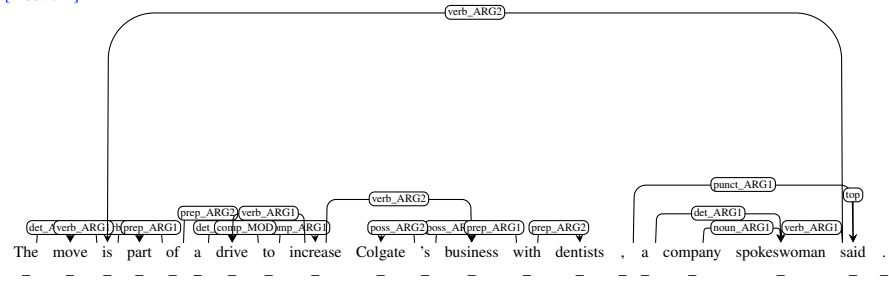 verb_ARG2
punct_ARG1
top
verb_ARG2
prep_ARG2 verb_ARG1 det_ARG1
verb_ARG1 prep_ARG1 comp_MOD poss_ARG2 prep_ARG1 prep_ARG2 noun_ARG1 verb_ARG1
The move is part of a drive to increase Colgate 's business with dentists , a company spokeswoman said .
_ _ _ _ _ _ _ _ _ _ _ _ _ _ _ _ _ _ _ _